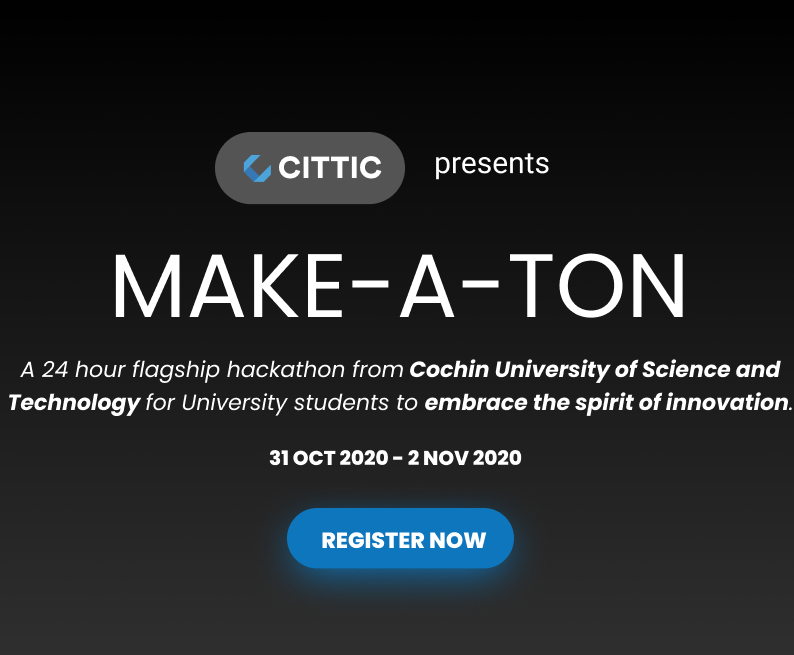 CITTIC presents
MAKE-A-TON
A 24 hour flagship hackathon from Cochin University of Science and
Technology for University students to embrace the spirit of innovation.
31 OCT 2020 - 2 NOV 2020
REGISTER NOW